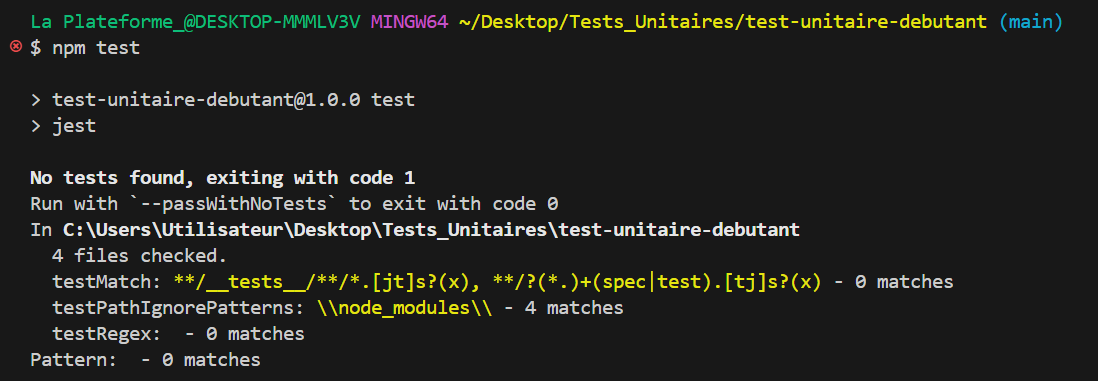 La Plateforme_@DESKTOP-MMMLV3V MINGW64 ~/Desktop/Tests_Unitaires/test-unitaire-debutant (main)
$ npm test
> test-unitaire-debutant@1.0.0 test
> jest
No tests found, exiting with code 1
Run with `--passWithNoTests` to exit with code 0
In C:\Users\Utilisateur\Desktop\Tests_Unitaires\test-unitaire-debutant
4 files checked.
testMatch: **/__tests__/**/*.[jt]s?(x), **/?(*.)+(spec|test).[tj]s?(x) - 0 matches
testPathIgnorePatterns: \\node_modules\\ - 4 matches
testRegex:  - 0 matches
Pattern:  - 0 matches